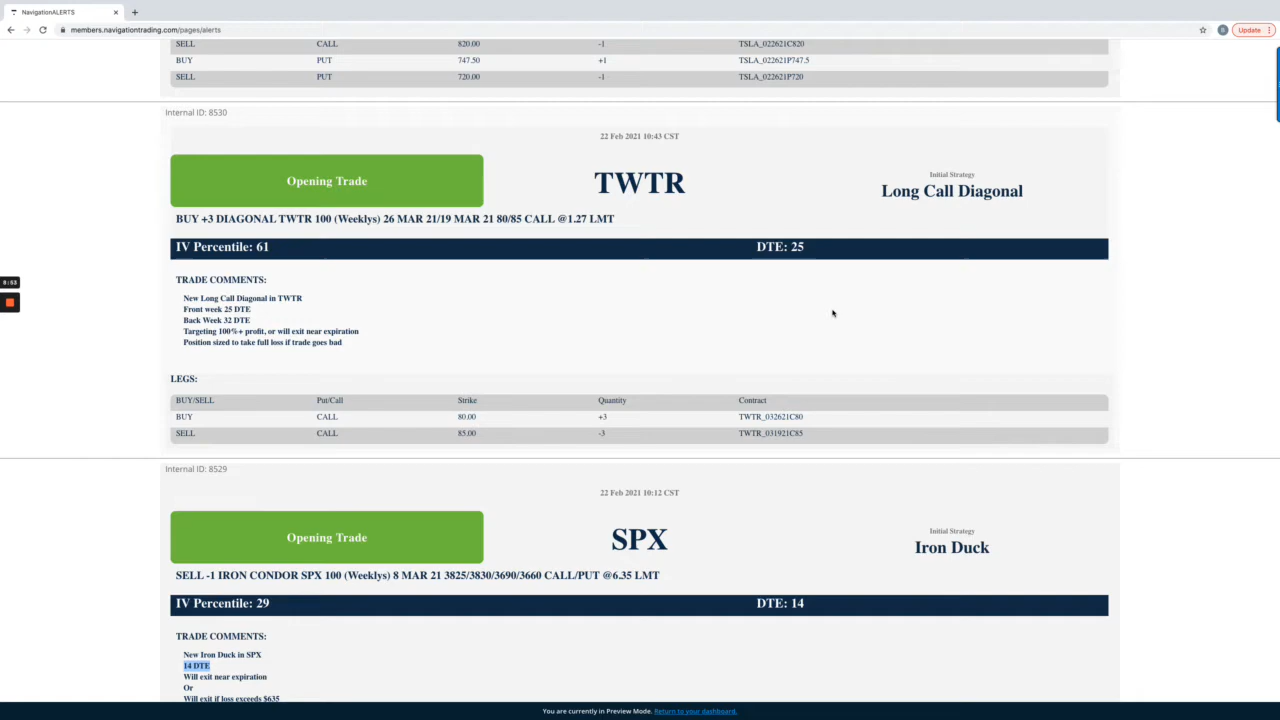 NavigationALERTS
members.navigationtrading.com/pages/alerts
B
Update
SELL CALL 820.00 -1 TSLA_022621C820
BUY PUT 747.50 +1 TSLA_022621P747.5
SELL PUT 720.00 -1 TSLA_022621P720
Internal ID: 8530
22 Feb 2021 10:43 CST
Opening Trade
TWTR
Initial Strategy
Long Call Diagonal
BUY +3 DIAGONAL TWTR 100 (Weeklys) 26 MAR 21/19 MAR 21 80/85 CALL @1.27 LMT
IV Percentile: 61 DTE: 25
8:53
TRADE COMMENTS:
New Long Call Diagonal in TWTR
Front week 25 DTE
Back Week 32 DTE
Targeting 100%+ profit, or will exit near expiration
Position sized to take full loss if trade goes bad
LEGS:
BUY/SELL Put/Call Strike Quantity Contract
BUY CALL 80.00 +3 TWTR_032621C80
SELL CALL 85.00 -3 TWTR_031921C85
Internal ID: 8529
22 Feb 2021 10:12 CST
Opening Trade
SPX
Initial Strategy
Iron Duck
SELL -1 IRON CONDOR SPX 100 (Weeklys) 8 MAR 21 3825/3830/3690/3660 CALL/PUT @6.35 LMT
IV Percentile: 29 DTE: 14
TRADE COMMENTS:
New Iron Duck in SPX
14 DTE
Will exit near expiration
Or
Will exit if loss exceeds $635
You are currently in Preview Mode. Return to your dashboard.